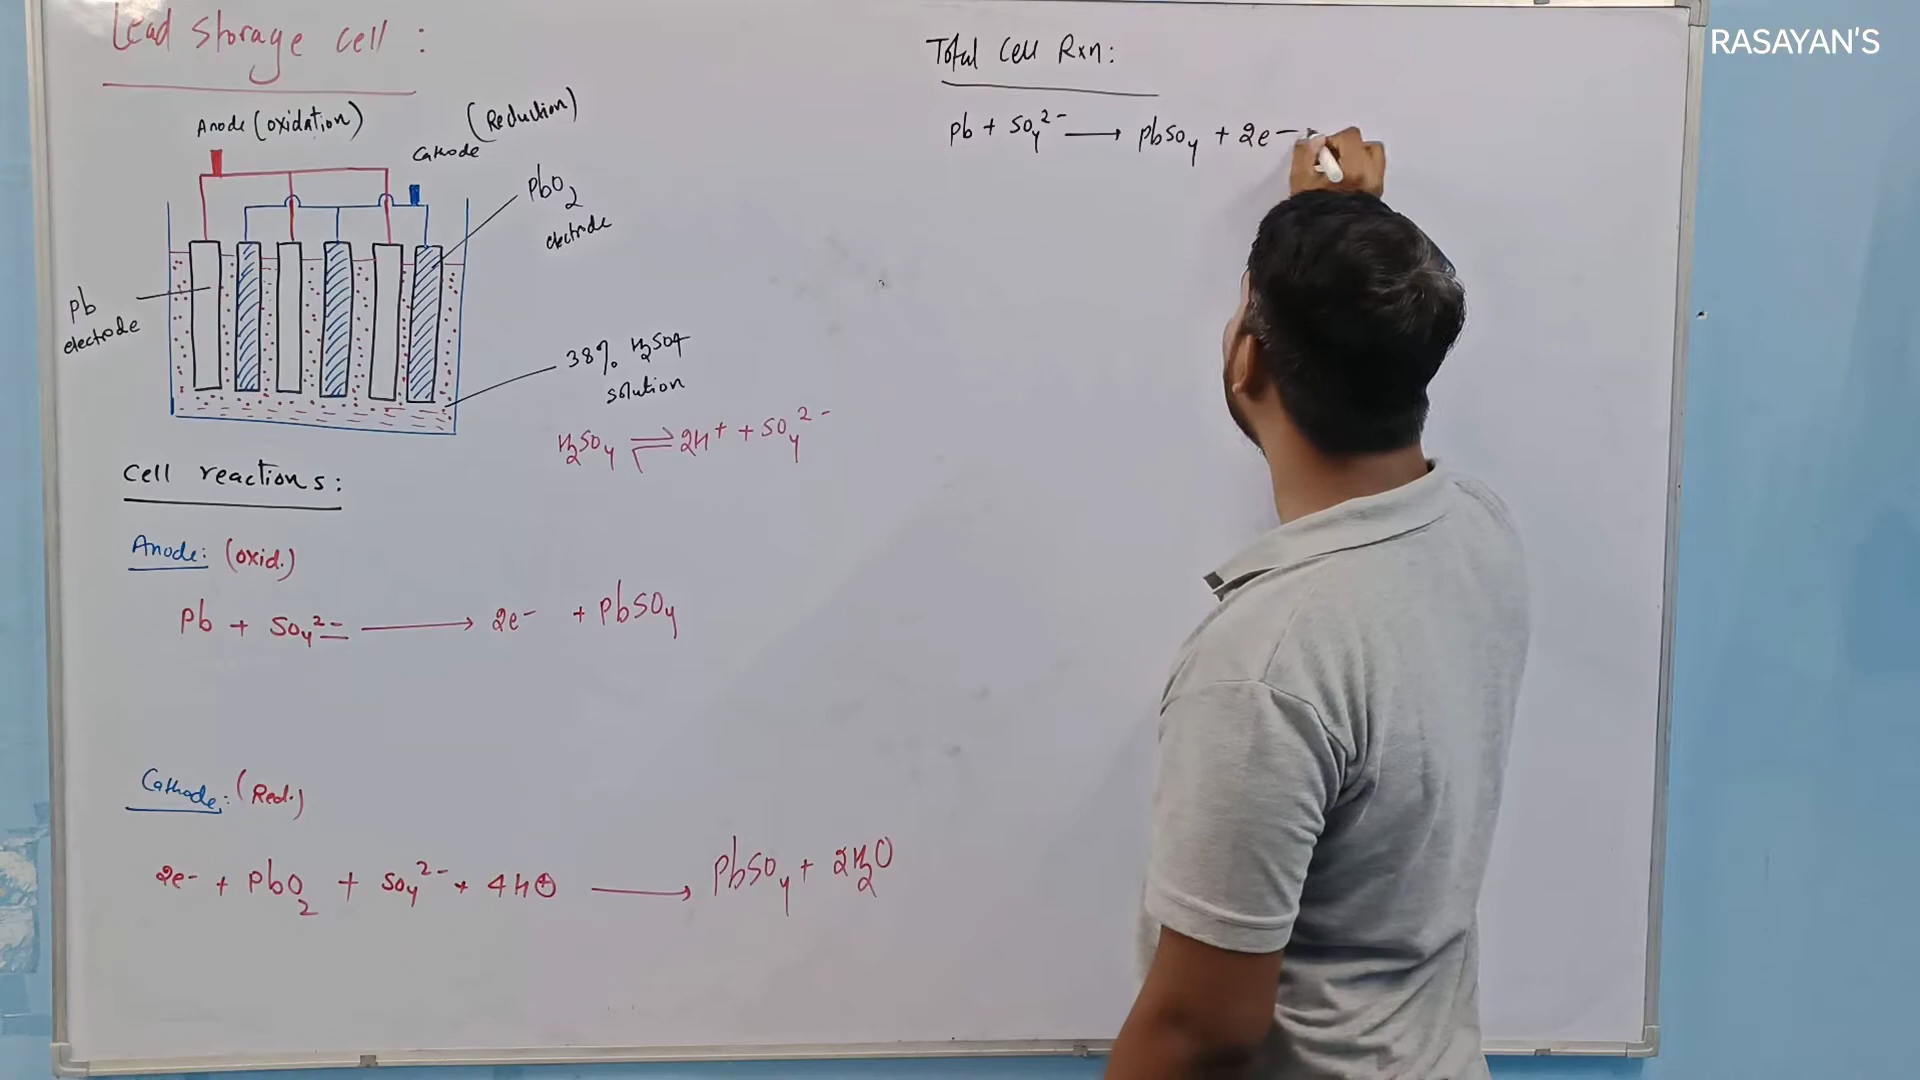 Lead storage cell :
Anode (oxidation)
(Reduction)
Cathode
PbO2
electrode
Pb
electrode
38% H2SO4
solution
H2SO4 ⇌ 2H+ + SO4 2-
Cell reactions :
Anode: (oxid.)
Pb + SO4 2- ⟶ 2e- + PbSO4
Cathode: (Red.)
2e- + PbO2 + SO4 2- + 4H⊕ ⟶ PbSO4 + 2H2O
Total Cell Rxn:
Pb + SO4 2- ⟶ PbSO4 + 2e-
RASAYAN'S